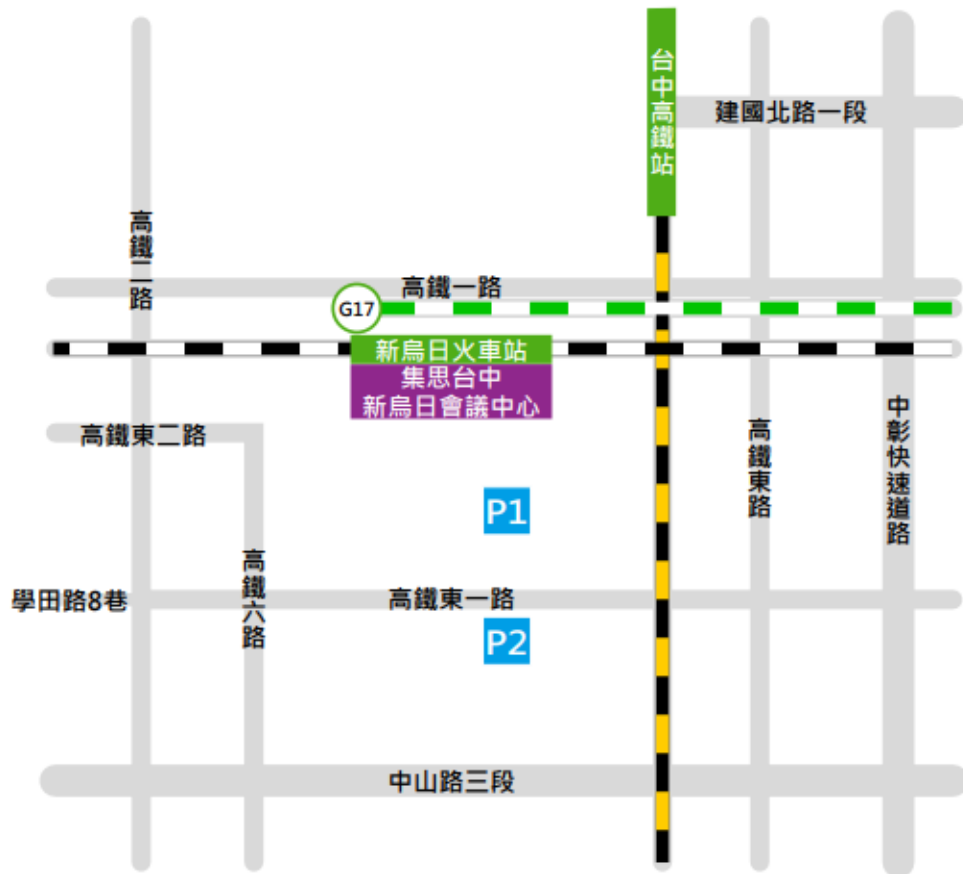 台中高鐵站
建國北路一段
高鐵二路
高鐵一路
G17
新烏日火車站
集思台中
新烏日會議中心
高鐵東二路
高鐵東路
中彰快速道路
P1
高鐵六路
學田路8巷
高鐵東一路
P2
中山路三段